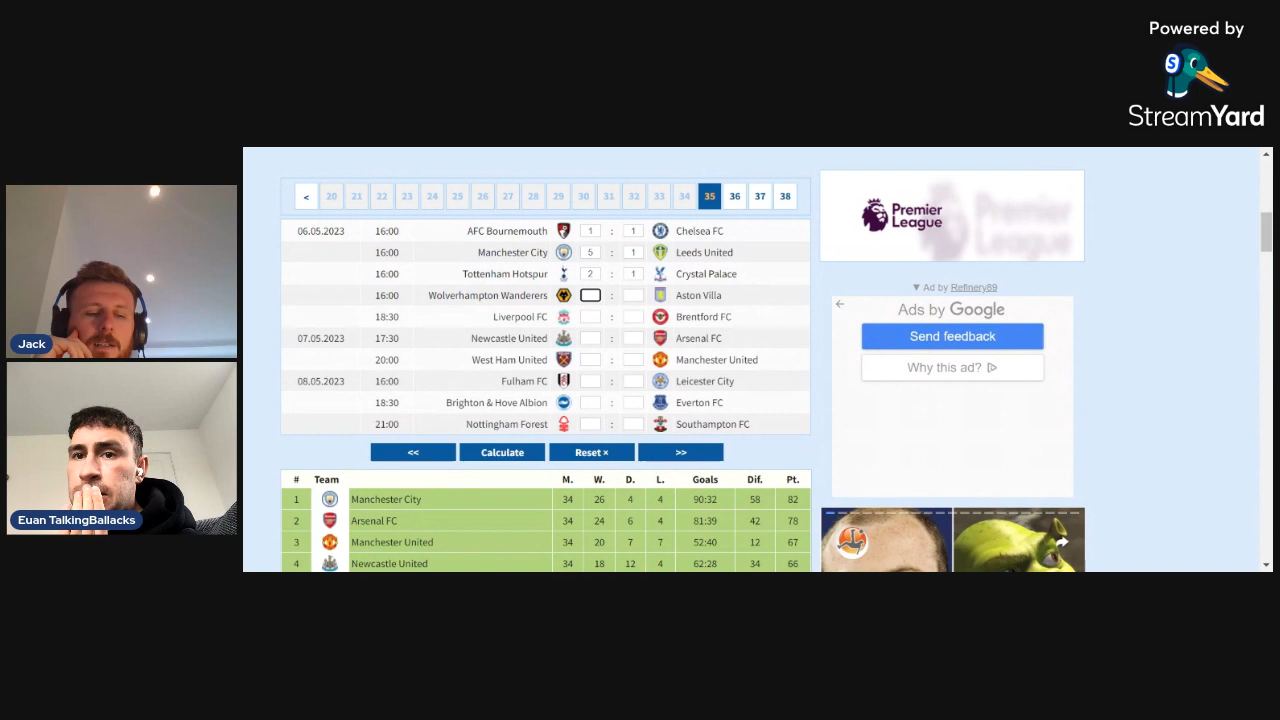 Powered by
StreamYard
Jack
Euan TalkingBallacks
< 20 21 22 23 24 25 26 27 28 29 30 31 32 33 34 35 36 37 38
06.05.2023 16:00 AFC Bournemouth 1 : 1 Chelsea FC
16:00 Manchester City 5 : 1 Leeds United
16:00 Tottenham Hotspur 2 : 1 Crystal Palace
16:00 Wolverhampton Wanderers : Aston Villa
18:30 Liverpool FC : Brentford FC
07.05.2023 17:30 Newcastle United : Arsenal FC
20:00 West Ham United : Manchester United
08.05.2023 16:00 Fulham FC : Leicester City
18:30 Brighton & Hove Albion : Everton FC
21:00 Nottingham Forest : Southampton FC
<< Calculate Reset × >>
# Team M. W. D. L. Goals Dif. Pt.
1 Manchester City 34 26 4 4 90:32 58 82
2 Arsenal FC 34 24 6 4 81:39 42 78
3 Manchester United 34 20 7 7 52:40 12 67
4 Newcastle United 34 18 12 4 62:28 34 66
Premier
League
▼ Ad by Refinery89
Ads by Google
Send feedback
Why this ad?